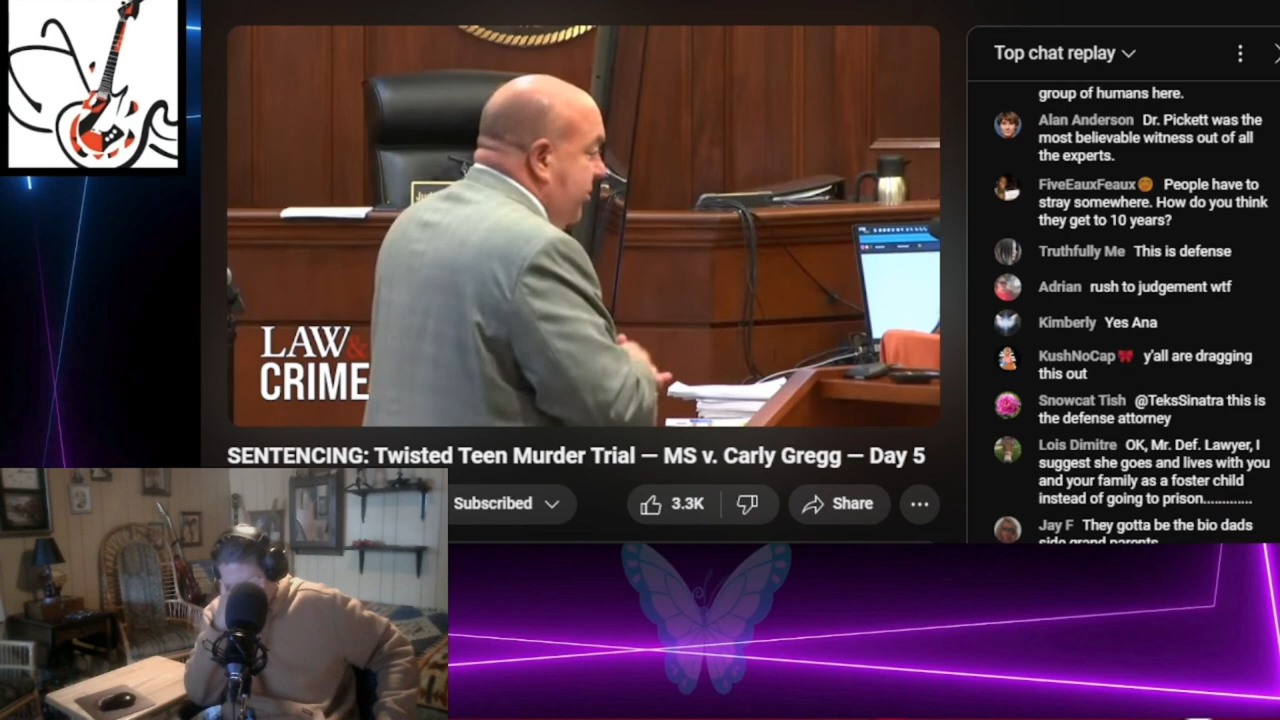 Top chat replay
group of humans here.
Alan Anderson Dr. Pickett was the
most believable witness out of all
the experts.
FiveEauxFeaux People have to
stray somewhere. How do you think
they get to 10 years?
Truthfully Me This is defense
Adrian rush to judgement wtf
Kimberly Yes Ana
KushNoCap y'all are dragging
this out
Snowcat Tish @TeksSinatra this is
the defense attorney
Lois Dimitre OK, Mr. Def. Lawyer, I
suggest she goes and lives with you
and your family as a foster child
instead of going to prison.............
Jay F They gotta be the bio dads
side grand parents
LAW&
CRIME
SENTENCING: Twisted Teen Murder Trial — MS v. Carly Gregg — Day 5
Subscribed
3.3K
Share